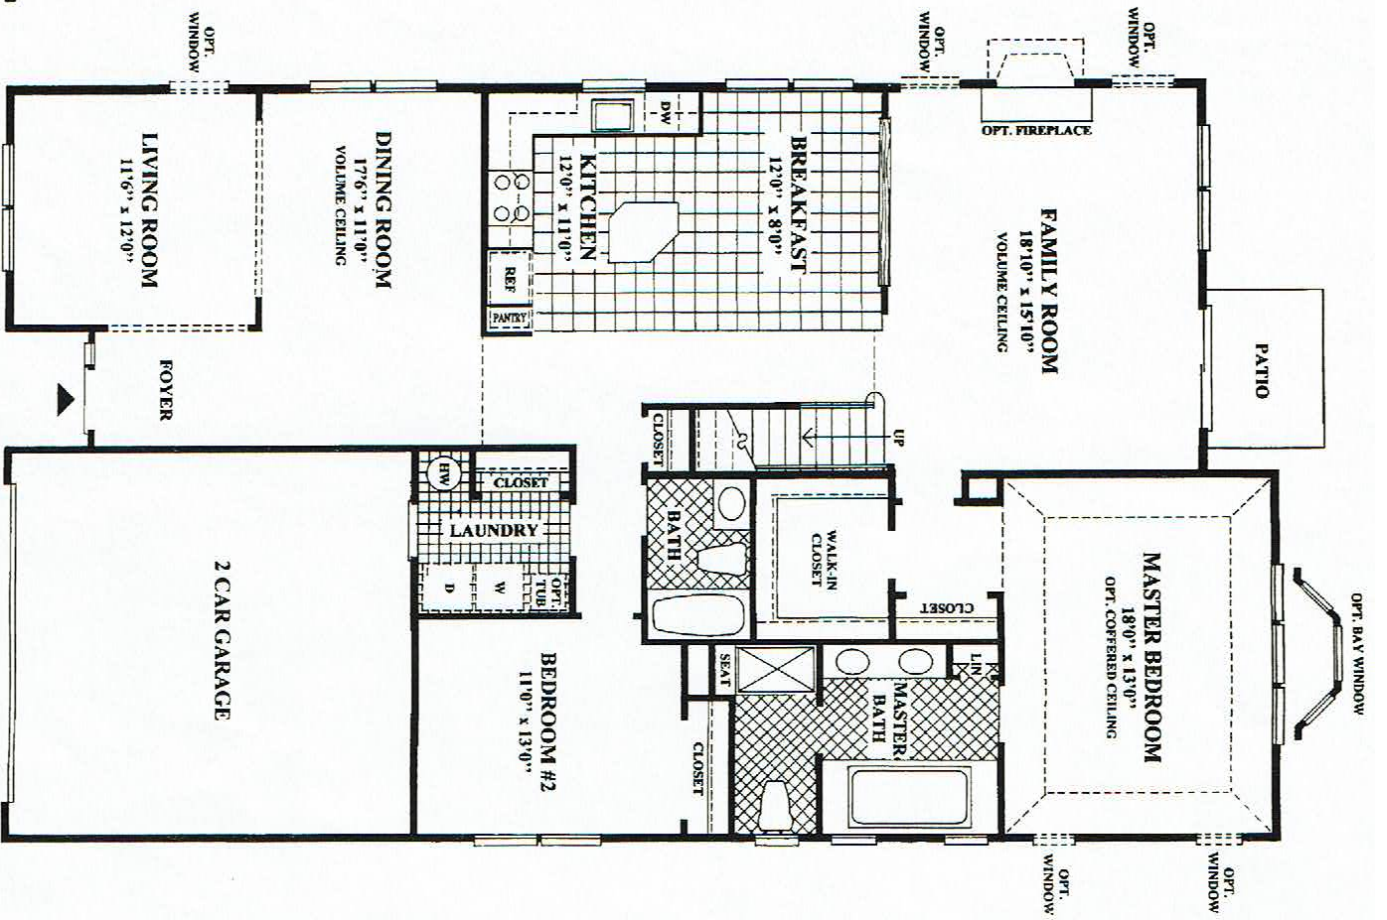 OPT.
WINDOW
OPT.
WINDOW
OPT.
WINDOW
LIVING ROOM
11'6" x 12'0"
DINING ROOM
17'6" x 11'0"
VOLUME CEILING
DW
KITCHEN
12'0" x 11'0"
REF
PANTRY
BREAKFAST
12'0" x 8'0"
OPT. FIREPLACE
FAMILY ROOM
18'10" x 15'10"
VOLUME CEILING
PATIO
FOYER
CLOSET
UP
HW
CLOSET
LAUNDRY
D
W
OPT.
TUB
BATH
WALK-IN
CLOSET
CLOSET
2 CAR GARAGE
BEDROOM #2
11'0" x 13'0"
CLOSET
SEAT
MASTER
BATH
LIN
MASTER BEDROOM
18'0" x 13'0"
OPT. COFFERED CEILING
OPT. BAY WINDOW
OPT.
WINDOW
OPT.
WINDOW